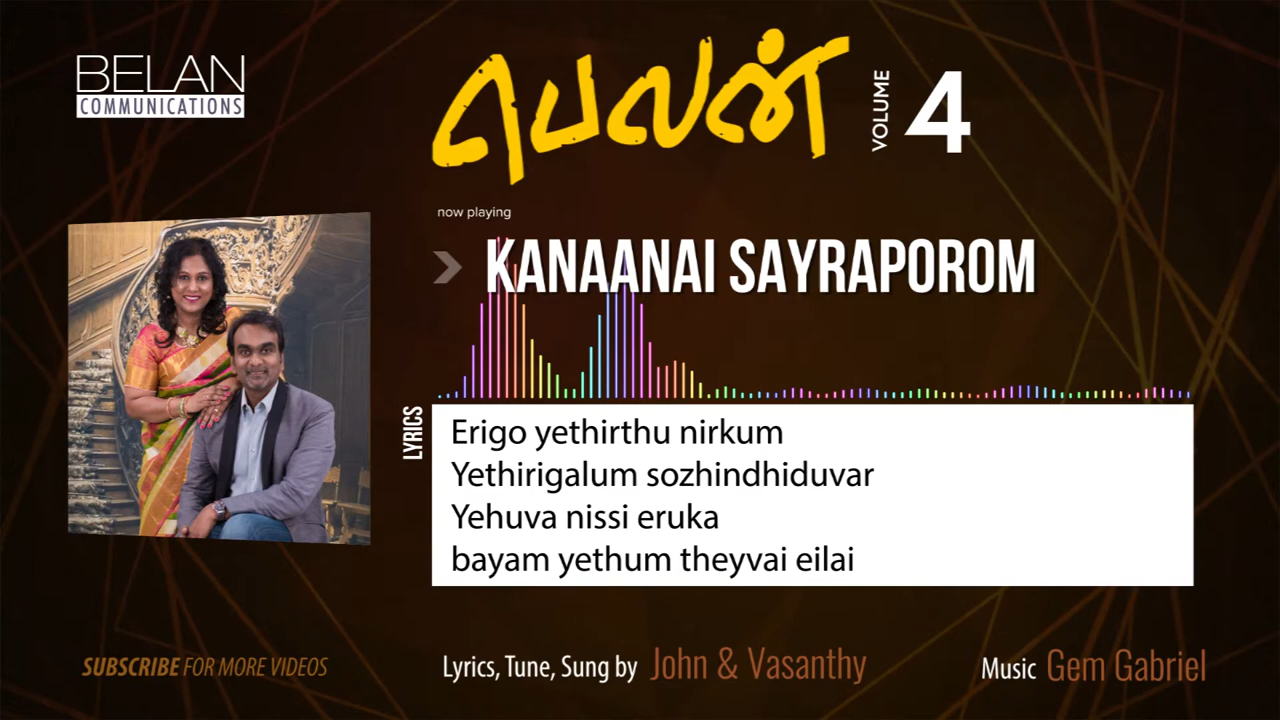 BELAN
COMMUNICATIONS
பெலன்
VOLUME 4
now playing
KANAANAI SAYRAPOROM
LYRICS
Erigo yethirthu nirkum
Yethirigalum sozhindhiduvar
Yehuva nissi eruka
bayam yethum theyvai eilai
SUBSCRIBE FOR MORE VIDEOS
Lyrics, Tune, Sung by John & Vasanthy
Music Gem Gabriel